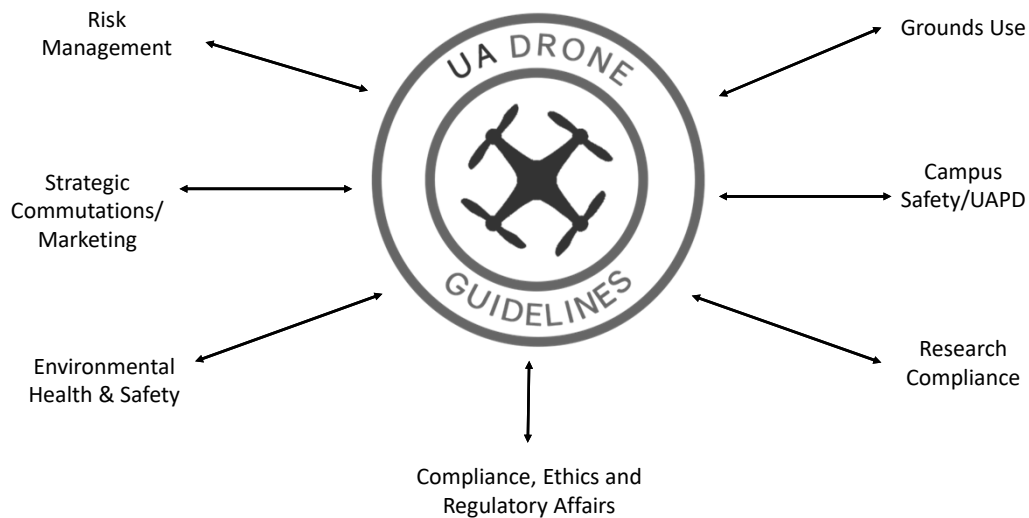 Risk
Management
UA DRONE
GUIDELINES
Grounds Use
Strategic
Commutations/
Marketing
Campus
Safety/UAPD
Environmental
Health & Safety
Research
Compliance
Compliance, Ethics and
Regulatory Affairs